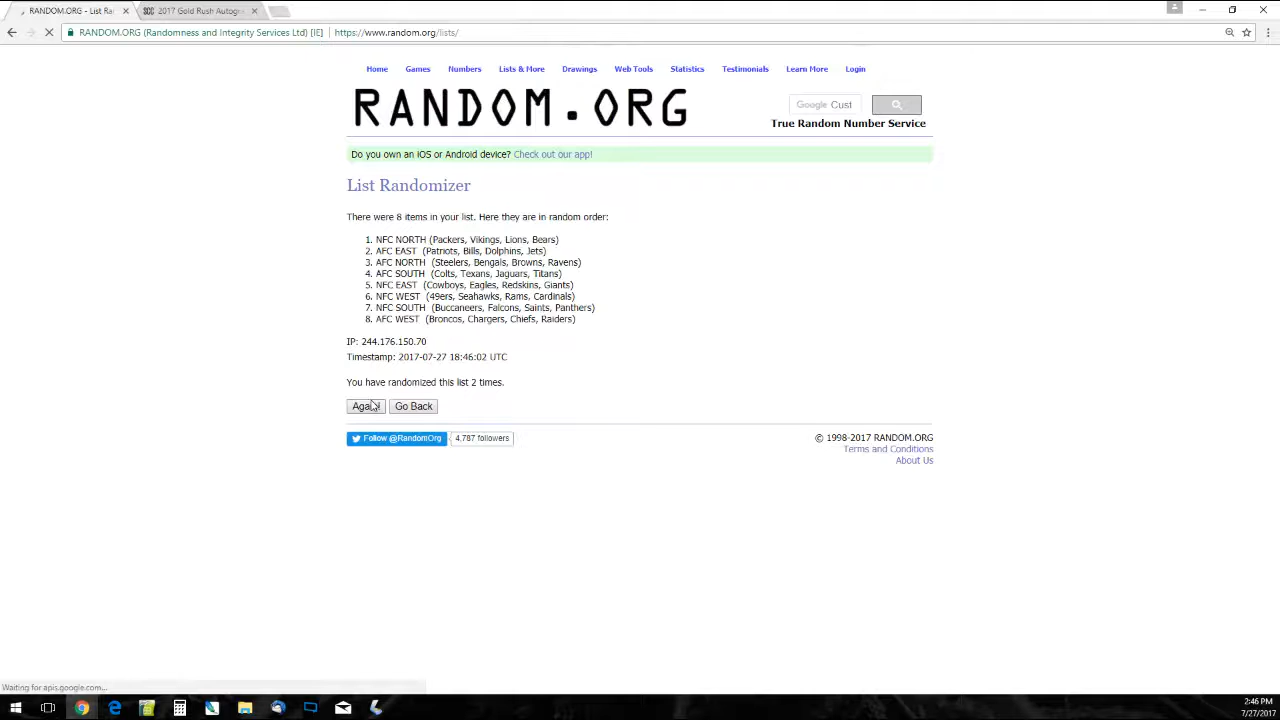 RANDOM.ORG - List Ran
2017 Gold Rush Autogr
RANDOM.ORG (Randomness and Integrity Services Ltd) [IE]
https://www.random.org/lists/
Home Games Numbers Lists & More Drawings Web Tools Statistics Testimonials Learn More Login
RANDOM.ORG
Google Cust
True Random Number Service
Do you own an iOS or Android device? Check out our app!
List Randomizer
There were 8 items in your list. Here they are in random order:
1. NFC NORTH (Packers, Vikings, Lions, Bears)
2. AFC EAST (Patriots, Bills, Dolphins, Jets)
3. AFC NORTH (Steelers, Bengals, Browns, Ravens)
4. AFC SOUTH (Colts, Texans, Jaguars, Titans)
5. NFC EAST (Cowboys, Eagles, Redskins, Giants)
6. NFC WEST (49ers, Seahawks, Rams, Cardinals)
7. NFC SOUTH (Buccaneers, Falcons, Saints, Panthers)
8. AFC WEST (Broncos, Chargers, Chiefs, Raiders)
IP: 244.176.150.70
Timestamp: 2017-07-27 18:46:02 UTC
You have randomized this list 2 times.
Again! Go Back
Follow @RandomOrg 4,787 followers
© 1998-2017 RANDOM.ORG
Terms and Conditions
About Us
Waiting for apis.google.com...
2:46 PM
7/27/2017